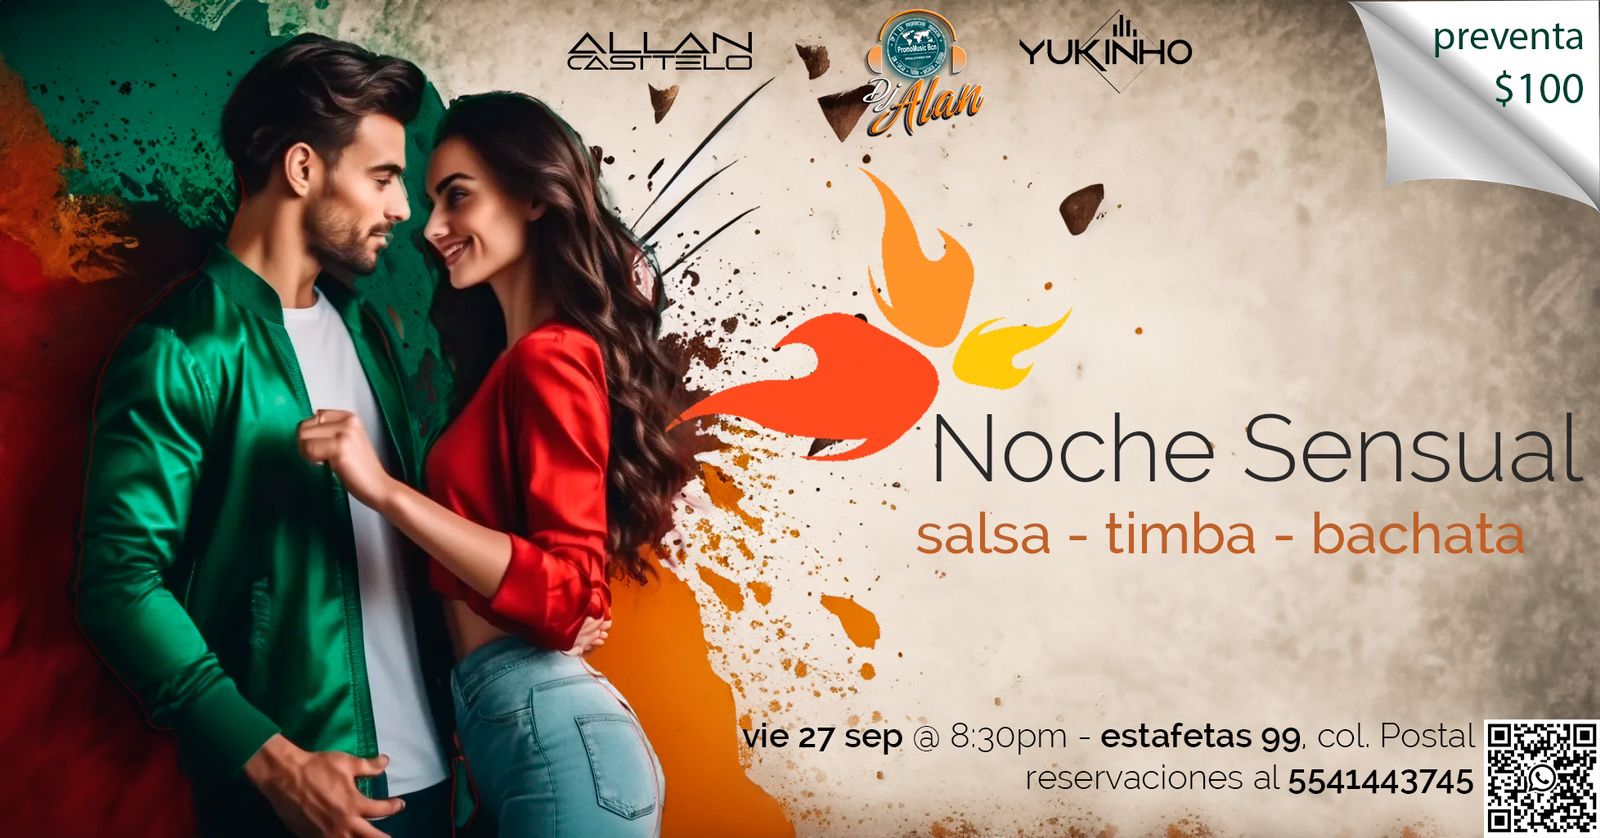 ALLAN
CASTTELO
PromoMusic Bcn
Dj
Alan
YUKINHO
preventa
$100
Noche Sensual
salsa - timba - bachata
vie 27 sep @ 8:30pm - estafetas 99, col. Postal
reservaciones al 5541443745